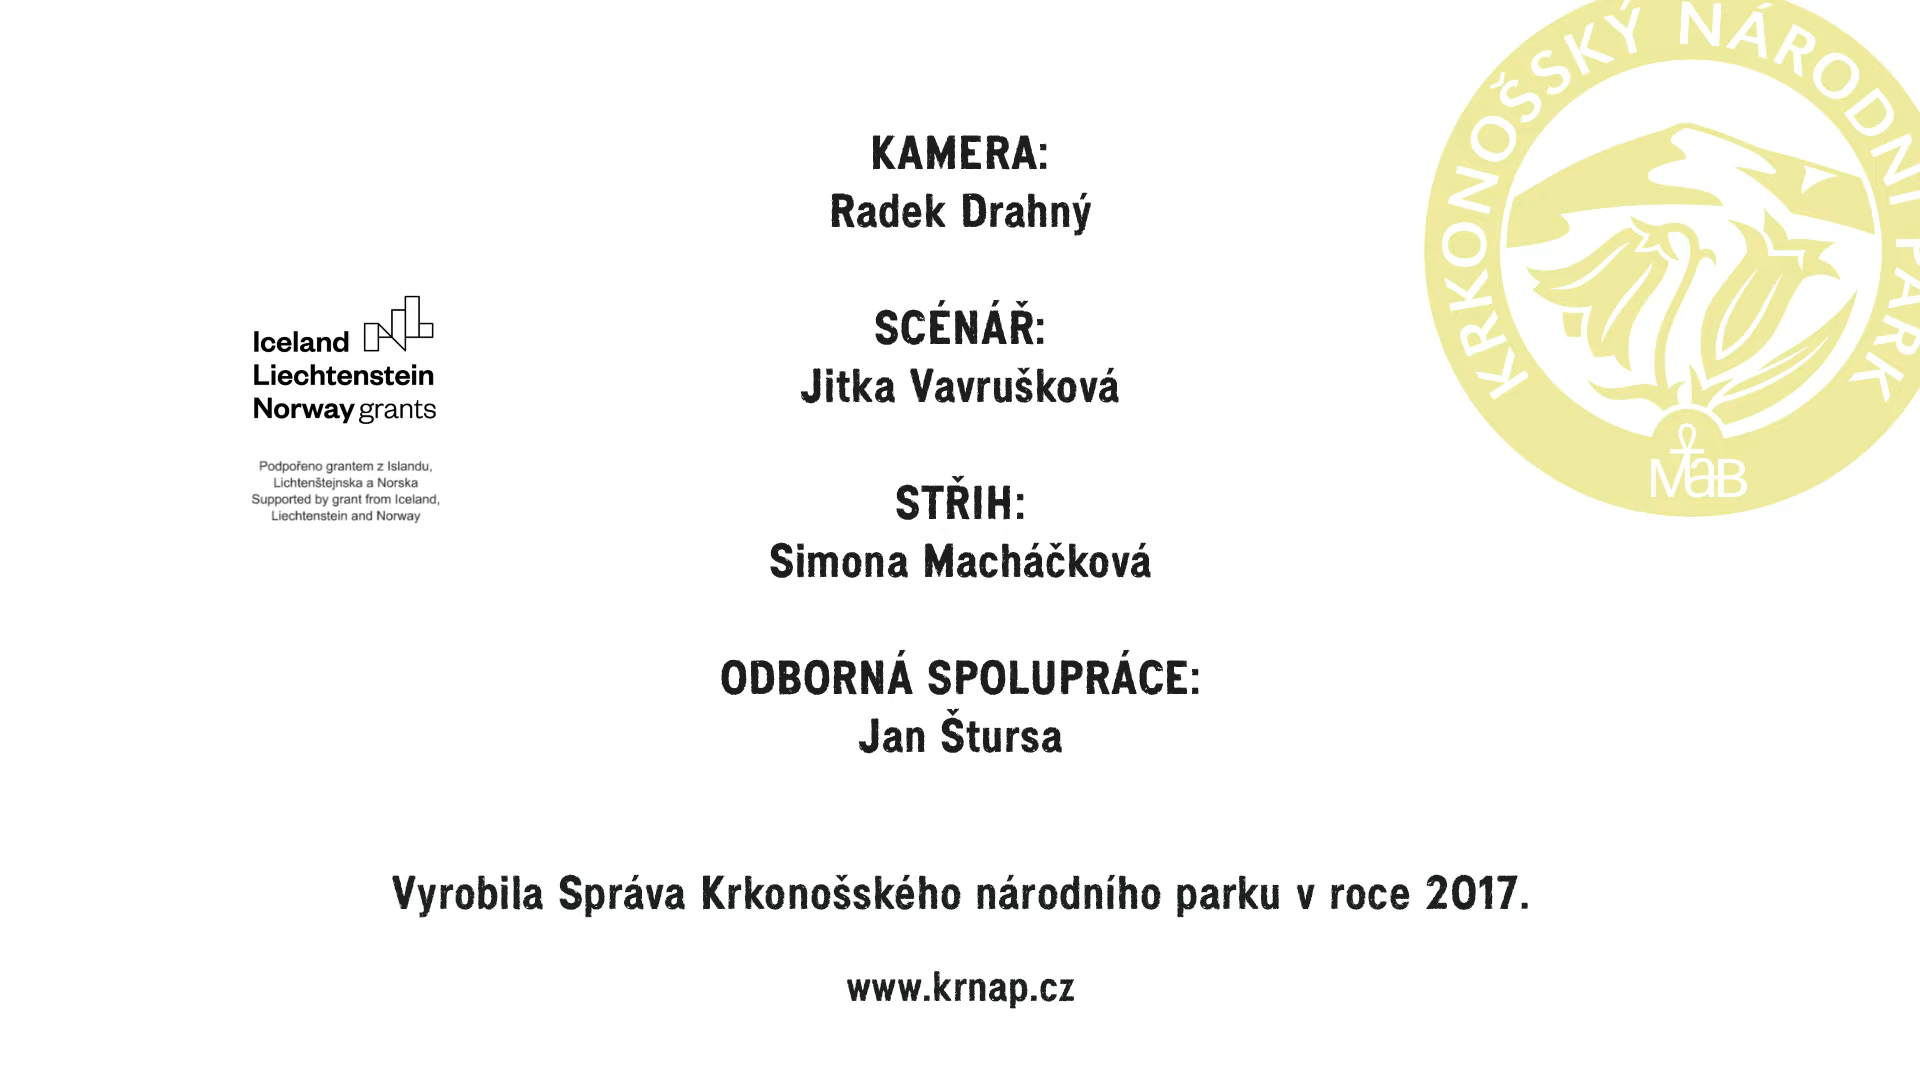 KRKONOŠSKÝ NÁRODNÍ PARK
MaB
KAMERA:
Radek Drahný
SCÉNÁŘ:
Jitka Vavrušková
STŘIH:
Simona Macháčková
ODBORNÁ SPOLUPRÁCE:
Jan Štursa
Iceland
Liechtenstein
Norway grants
Podpořeno grantem z Islandu,
Lichtenštejnska a Norska
Supported by grant from Iceland,
Liechtenstein and Norway
Vyrobila Správa Krkonošského národního parku v roce 2017.
www.krnap.cz